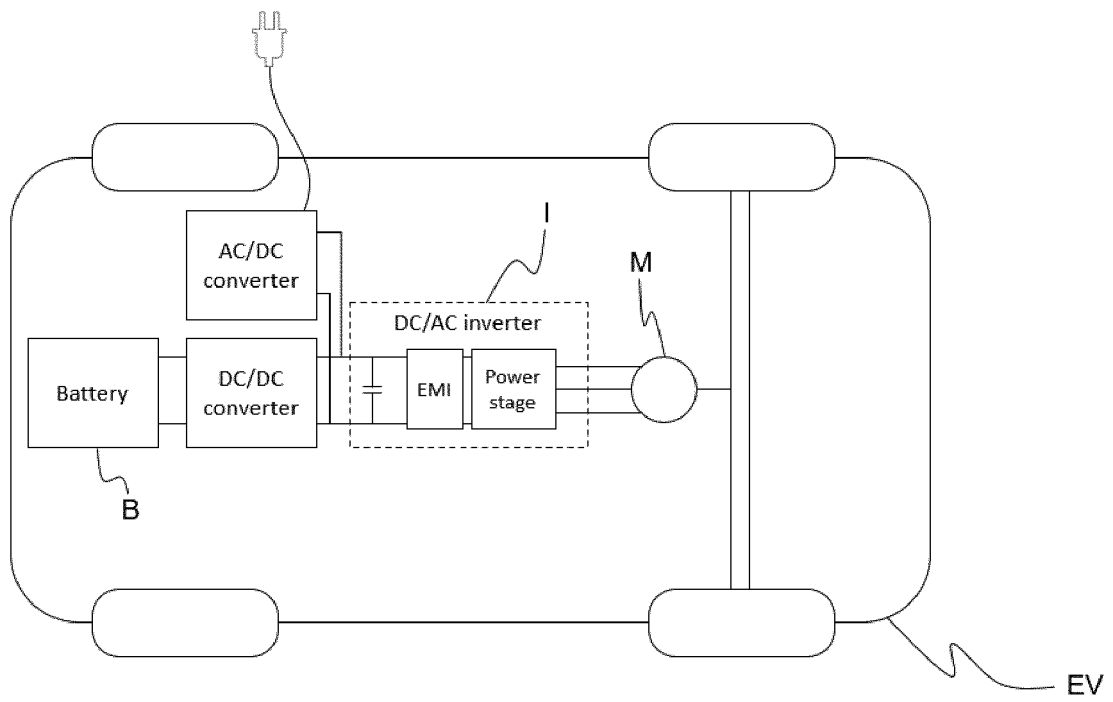 I
M
AC/DC
converter
DC/AC inverter
Battery
DC/DC
converter
EMI
Power
stage
B
EV